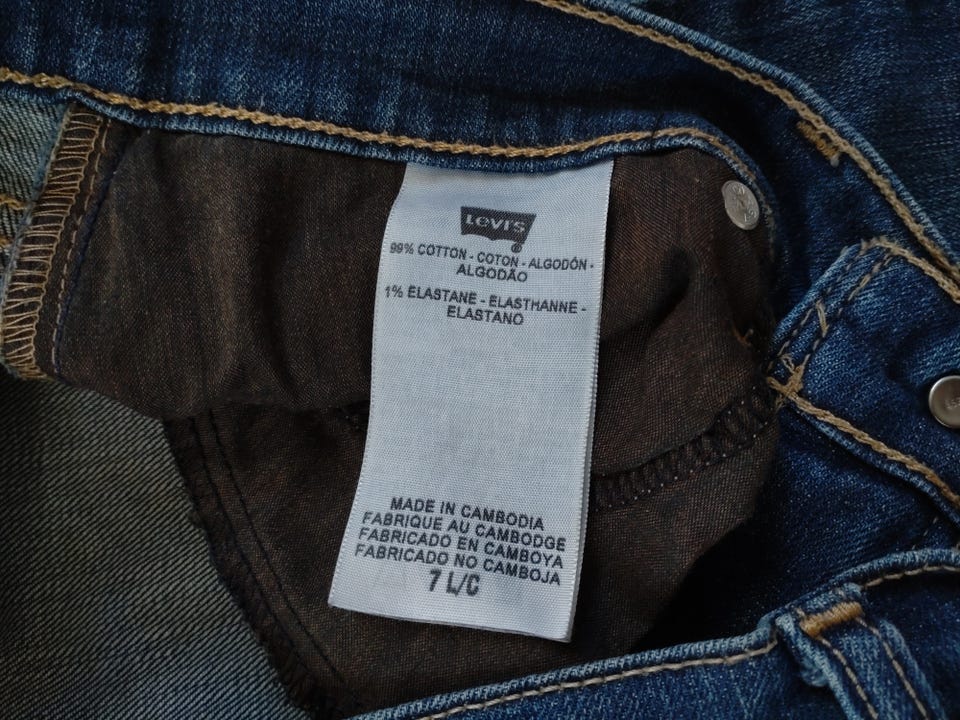 LEVI'S
®
99% COTTON - COTON - ALGODÓN -
ALGODÃO
1% ELASTANE - ELASTHANNE -
ELASTANO
MADE IN CAMBODIA
FABRIQUE AU CAMBODGE
FABRICADO EN CAMBOYA
FABRICADO NO CAMBOJA
7 L/C